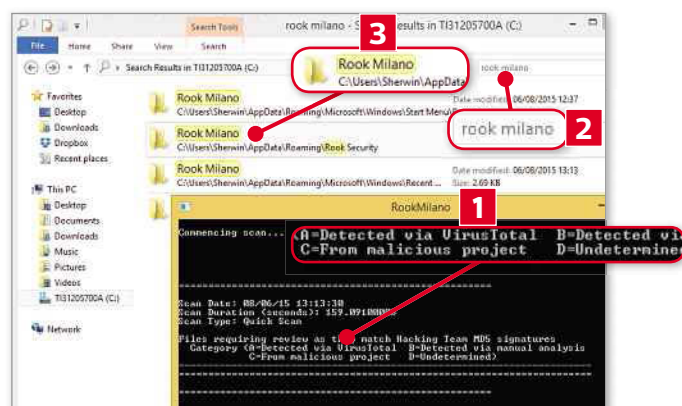 Search Tools
rook milano - S
esults in TI31205700A (C:)
3
File Home Share View Search
Search Results in TI31205700A (C:)
rook milano
Rook Milano
C:\Users\Sherwin\AppData
Favorites
Desktop
Downloads
Dropbox
Recent places
This PC
Desktop
Documents
Downloads
Music
Pictures
Videos
TI31205700A (C:)
Network
Rook Milano
C:\Users\Sherwin\AppData\Roaming\Microsoft\Windows\Start Menu\
Date modified: 06/08/2015 12:37
rook milano
2
Rook Milano
C:\Users\Sherwin\AppData\Roaming\Rook Security
Rook Milano
C:\Users\Sherwin\AppData\Roaming\Microsoft\Windows\Recent ...
Date modified: 06/08/2015 13:13
Size: 2.69 KB
RookMilano
1
Commencing scan...
(A=Detected via VirusTotal B=Detected via
C=From malicious project D=Undetermined
Scan Date: 08/06/15 13:13:30
Scan Duration (seconds): 159.09100008
Scan Type: Quick Scan
Files requiring review as they match Hacking Team MD5 signatures
Category (A=Detected via VirusTotal B=Detected via manual analysis
C=From malicious project D=Undetermined)